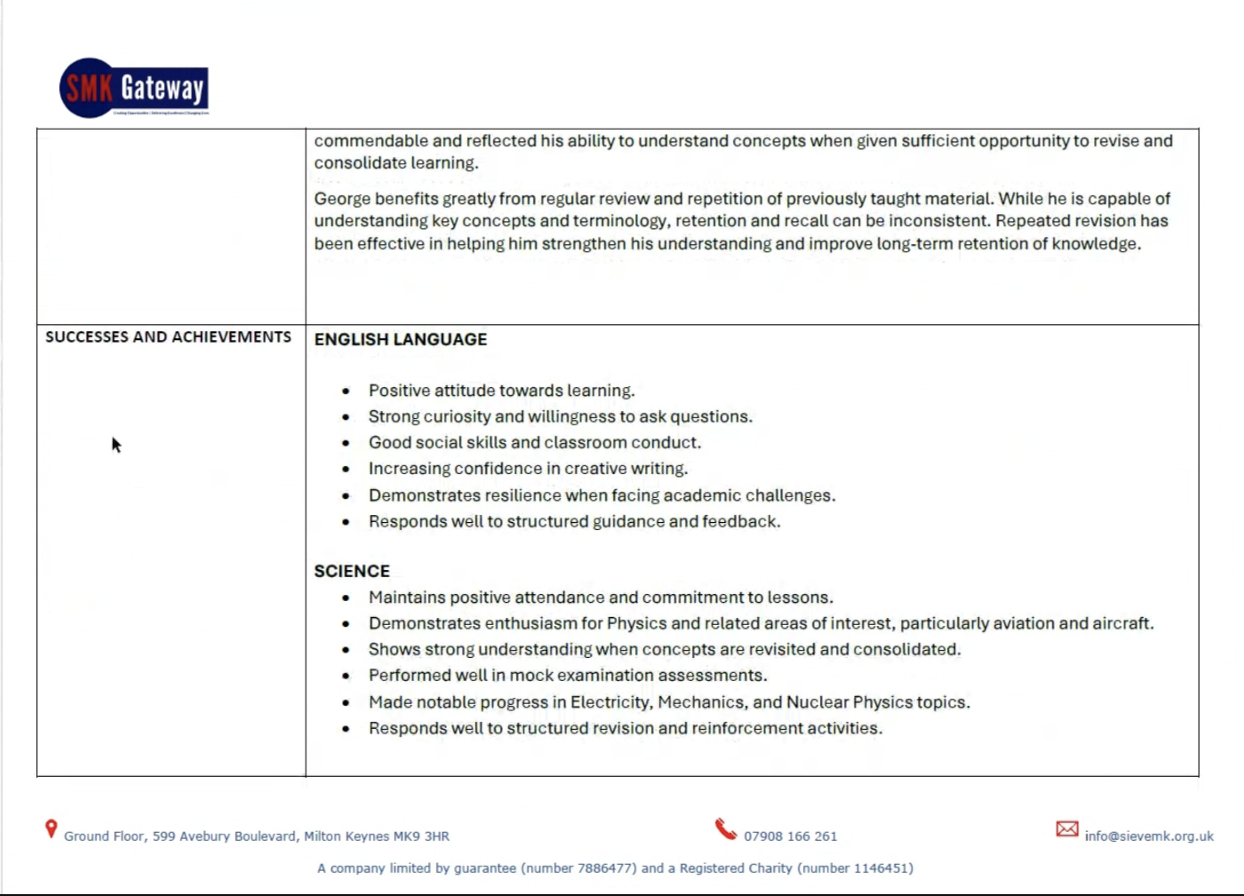 SMK Gateway
commendable and reflected his ability to understand concepts when given sufficient opportunity to revise and
consolidate learning.
George benefits greatly from regular review and repetition of previously taught material. While he is capable of
understanding key concepts and terminology, retention and recall can be inconsistent. Repeated revision has
been effective in helping him strengthen his understanding and improve long-term retention of knowledge.
SUCCESSES AND ACHIEVEMENTS
ENGLISH LANGUAGE
• Positive attitude towards learning.
• Strong curiosity and willingness to ask questions.
• Good social skills and classroom conduct.
• Increasing confidence in creative writing.
• Demonstrates resilience when facing academic challenges.
• Responds well to structured guidance and feedback.
SCIENCE
• Maintains positive attendance and commitment to lessons.
• Demonstrates enthusiasm for Physics and related areas of interest, particularly aviation and aircraft.
• Shows strong understanding when concepts are revisited and consolidated.
• Performed well in mock examination assessments.
• Made notable progress in Electricity, Mechanics, and Nuclear Physics topics.
• Responds well to structured revision and reinforcement activities.
Ground Floor, 599 Avebury Boulevard, Milton Keynes MK9 3HR
07908 166 261
info@sievemk.org.uk
A company limited by guarantee (number 7886477) and a Registered Charity (number 1146451)